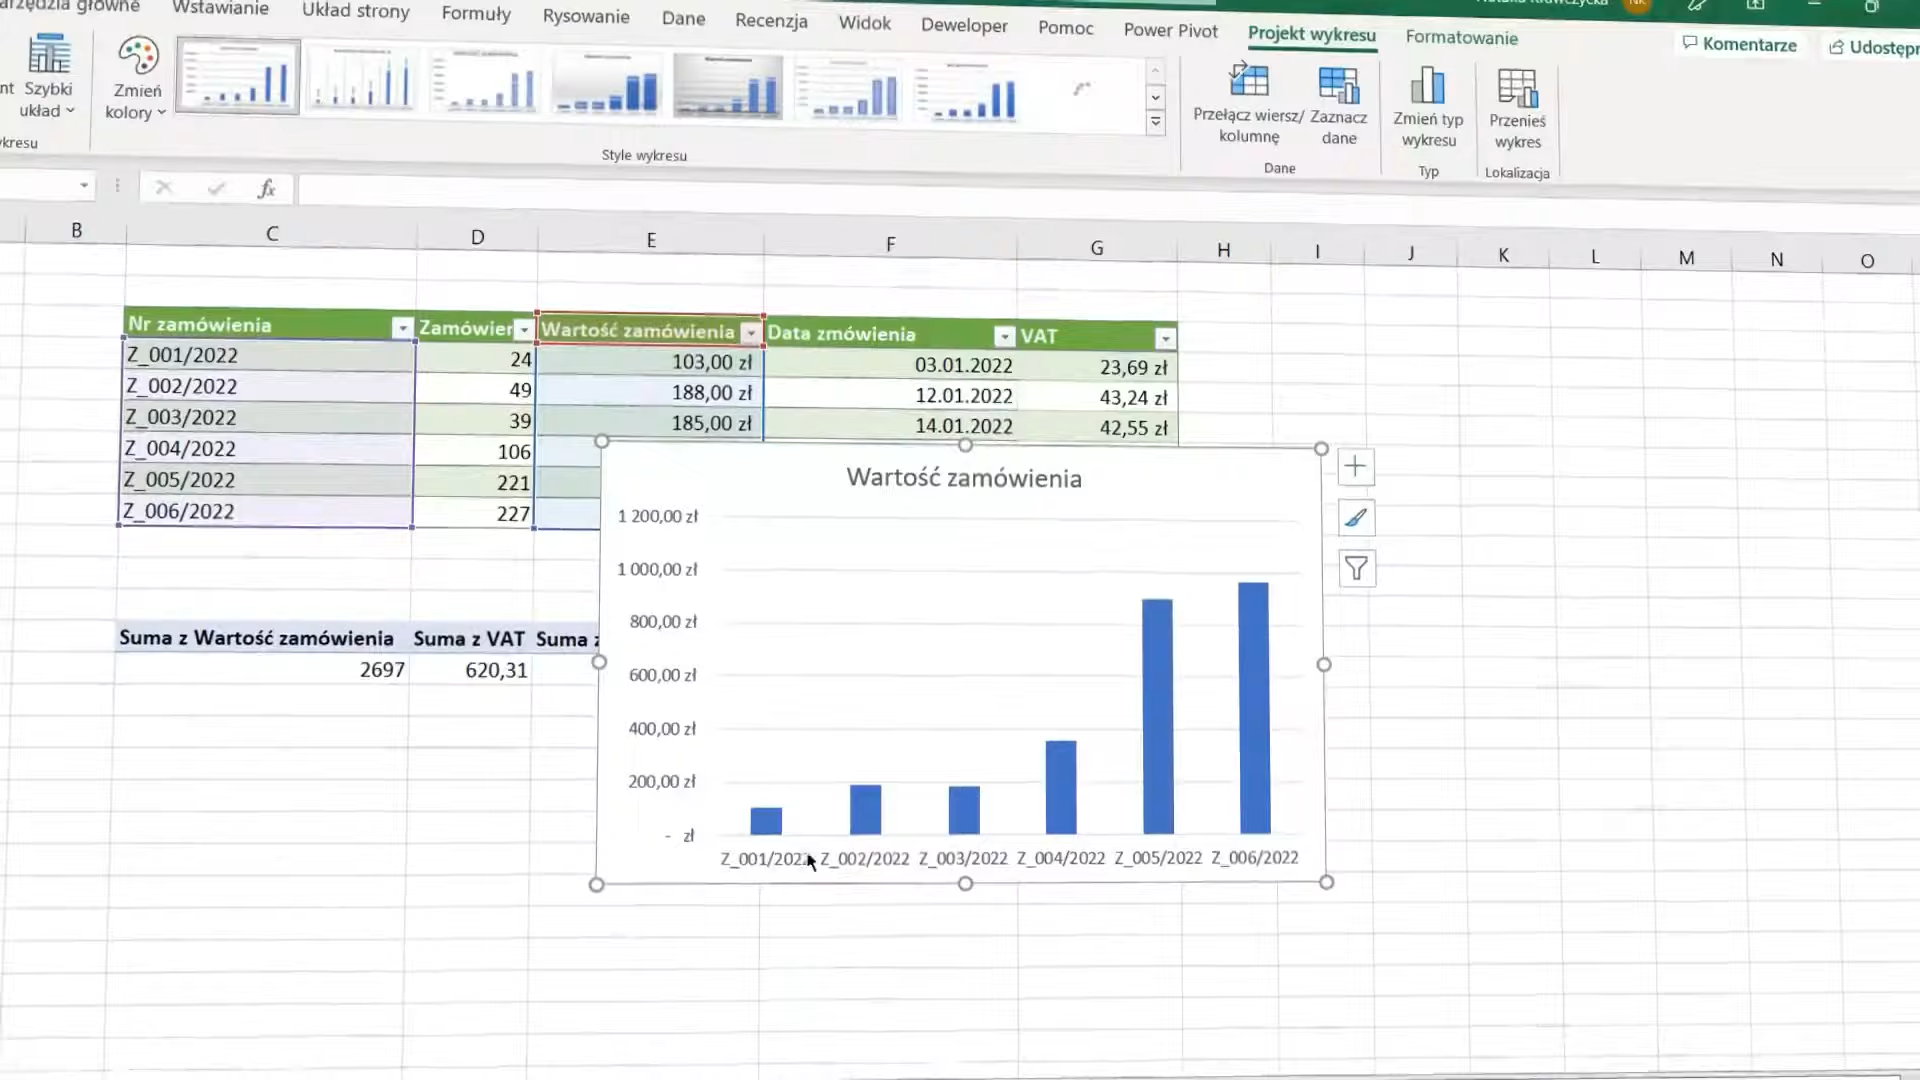 Wstawianie Układ strony Formuły Rysowanie Dane Recenzja Widok Deweloper Pomoc Power Pivot Projekt wykresu Formatowanie
Komentarze
Szybki układ
Zmień kolory
Style wykresu
Przełącz wiersz/ kolumnę
Zaznacz dane
Dane
Zmień typ wykresu
Typ
Przenieś wykres
Lokalizacja
fx
B C D E F G H I J K L M N O
Nr zamówienia Wartość zamówienia Data zmówienia VAT
Z_001/2022 24 103,00 zł 03.01.2022 23,69 zł
Z_002/2022 49 188,00 zł 12.01.2022 43,24 zł
Z_003/2022 39 185,00 zł 14.01.2022 42,55 zł
Z_004/2022 106
Z_005/2022 221
Z_006/2022 227
Suma z Wartość zamówienia Suma z VAT Suma
2697 620,31
Wartość zamówienia
1 200,00 zł
1 000,00 zł
800,00 zł
600,00 zł
400,00 zł
200,00 zł
- zł
Z_001/2022 Z_002/2022 Z_003/2022 Z_004/2022 Z_005/2022 Z_006/2022